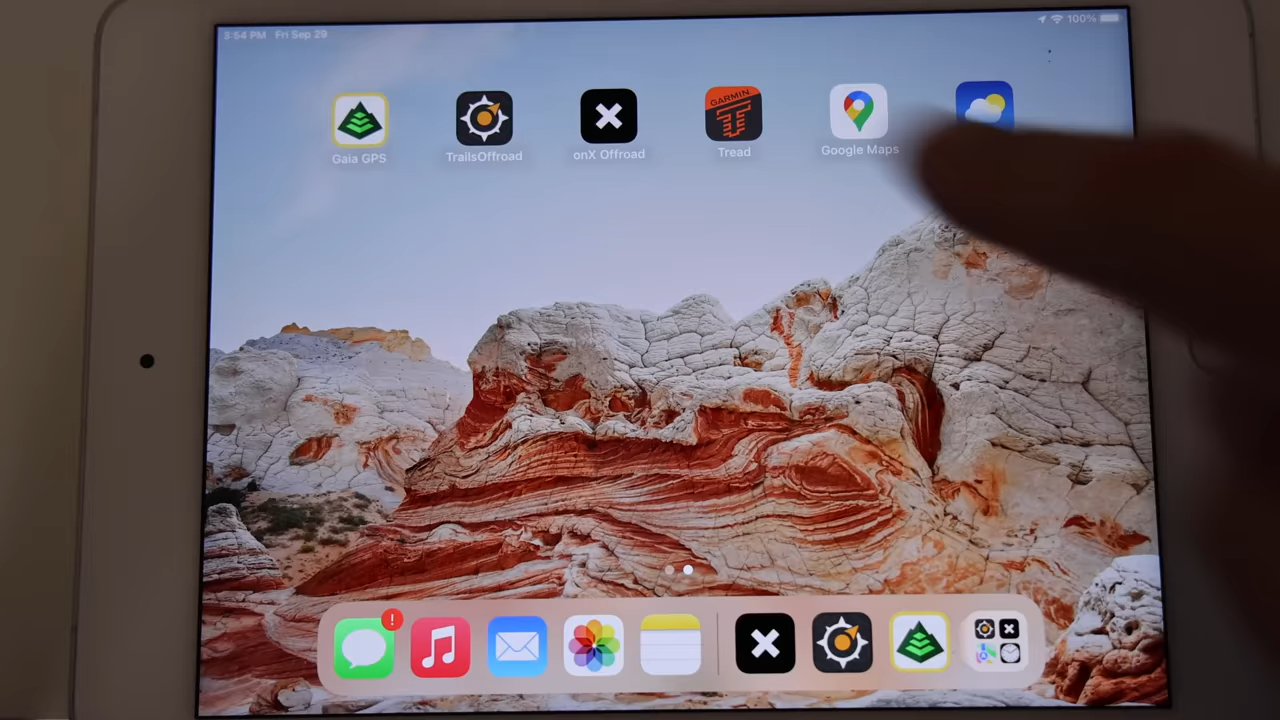 3:54 PM Fri Sep 29
100%
GARMIN
Gaia GPS
TrailsOffroad
onX Offroad
Tread
Google Maps
!